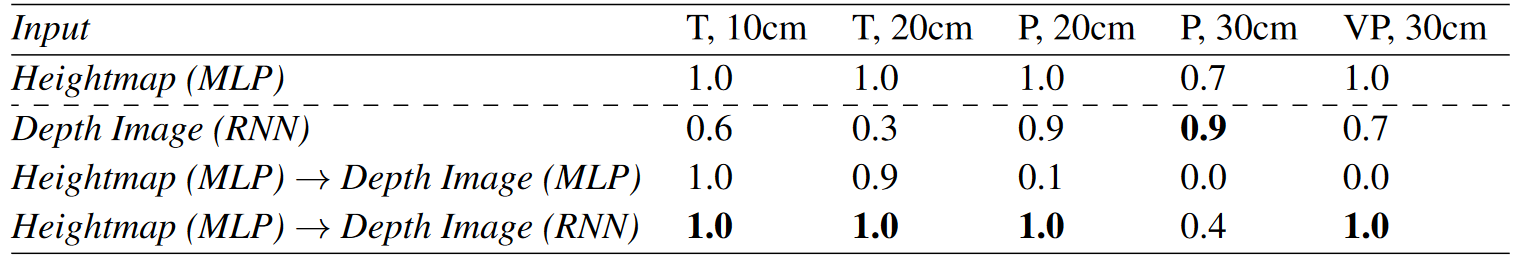 Input T, 10cm T, 20cm P, 20cm P, 30cm VP, 30cm
Heightmap (MLP) 1.0 1.0 1.0 0.7 1.0
Depth Image (RNN) 0.6 0.3 0.9 0.9 0.7
Heightmap (MLP) → Depth Image (MLP) 1.0 0.9 0.1 0.0 0.0
Heightmap (MLP) → Depth Image (RNN) 1.0 1.0 1.0 0.4 1.0